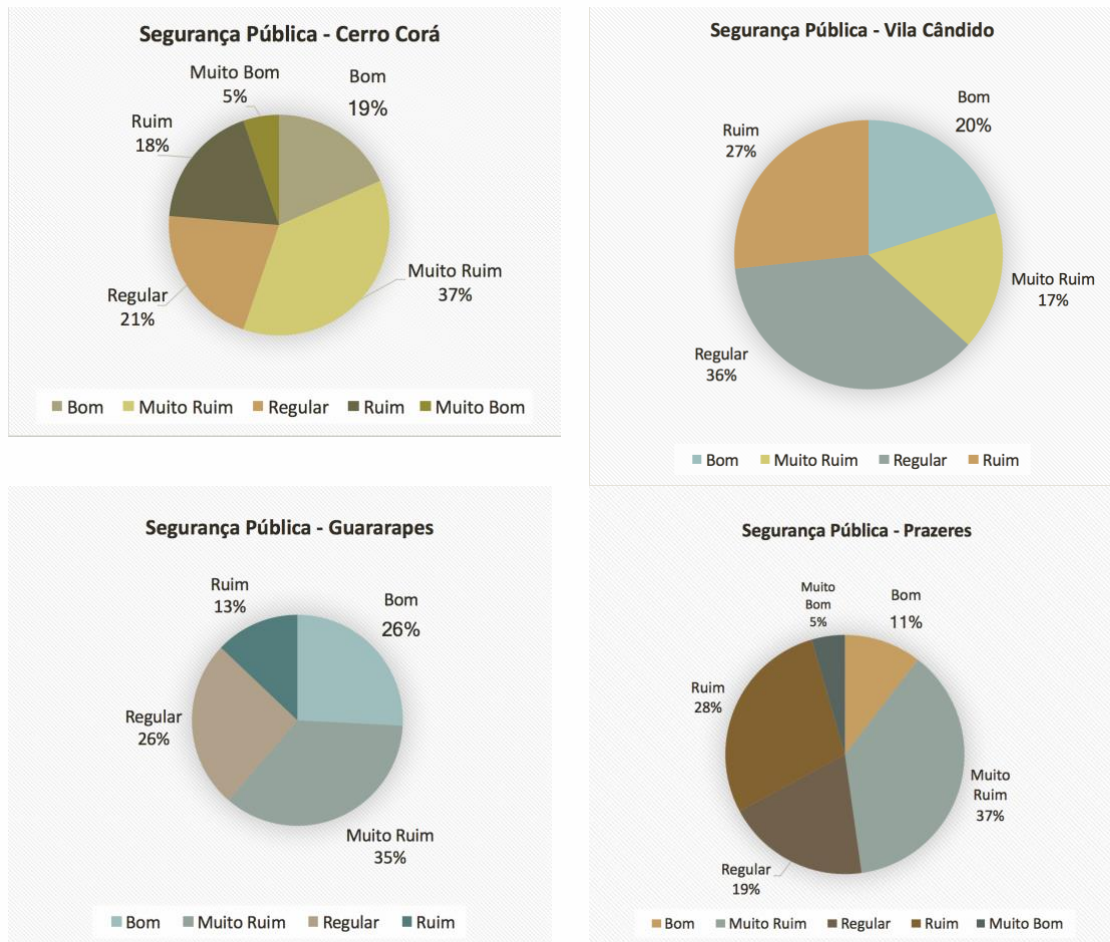 Segurança Pública - Cerro Corá
Muito Bom
5%
Bom
19%
Ruim
18%
Muito Ruim
37%
Regular
21%
Bom Muito Ruim Regular Ruim Muito Bom
Segurança Pública - Vila Cândido
Bom
20%
Ruim
27%
Muito Ruim
17%
Regular
36%
Bom Muito Ruim Regular Ruim
Segurança Pública - Guararapes
Ruim
13%
Bom
26%
Regular
26%
Muito Ruim
35%
Bom Muito Ruim Regular Ruim
Segurança Pública - Prazeres
Muito
Bom
5%
Bom
11%
Ruim
28%
Muito
Ruim
37%
Regular
19%
Bom Muito Ruim Regular Ruim Muito Bom